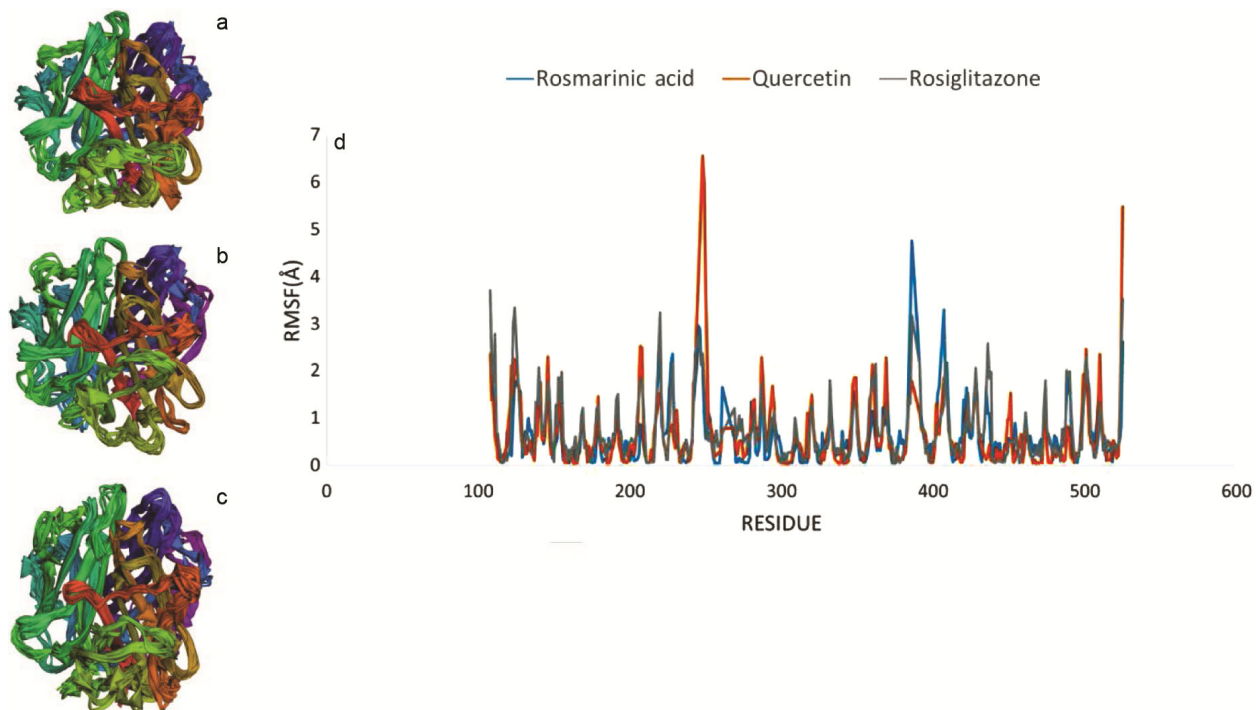 a
b
c
Rosmarinic acid Quercetin Rosiglitazone
d
7
6
5
4
3
2
1
0
RMSF(Å)
0 100 200 300 400 500 600
RESIDUE